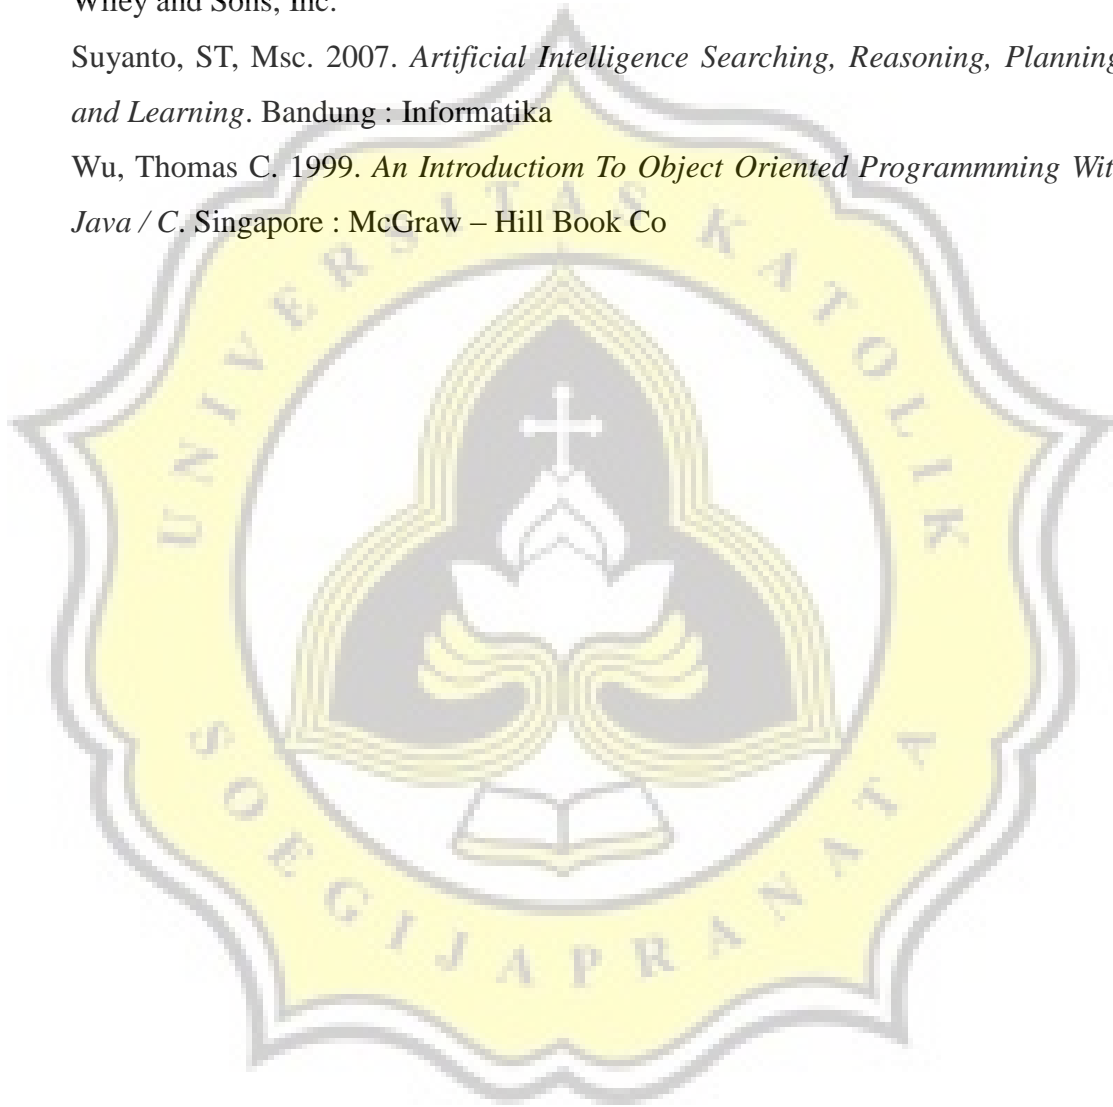 Wiley and Sons, Inc.
Suyanto, ST, Msc. 2007. Artificial Intelligence Searching, Reasoning, Planning
and Learning. Bandung : Informatika
Wu, Thomas C. 1999. An Introductiom To Object Oriented Programmming Wit
Java / C. Singapore : McGraw – Hill Book Co
UNIVERSITAS KATOLIK
SOEGIJAPRANATA